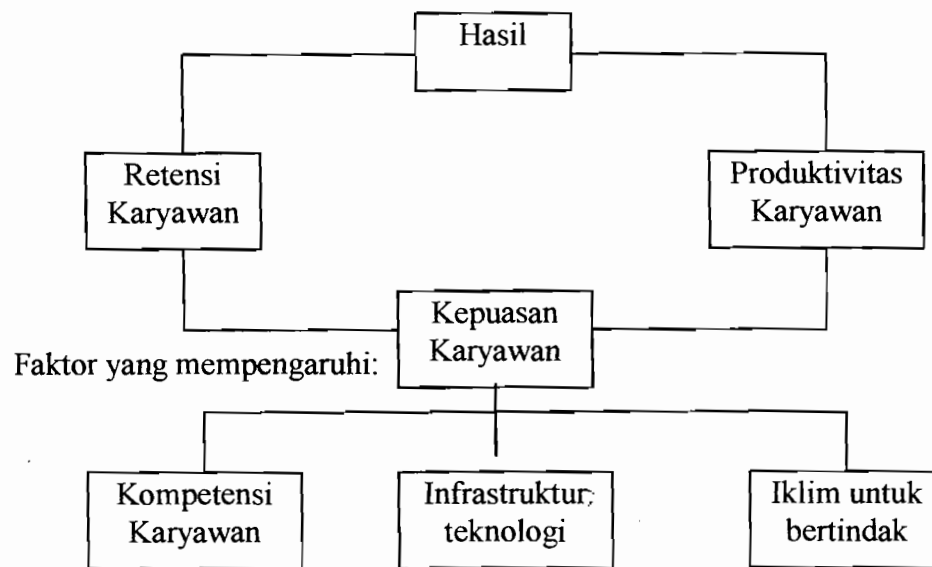 Hasil
Retensi
Karyawan
Produktivitas
Karyawan
Kepuasan
Karyawan
Faktor yang mempengaruhi:
Kompetensi
Karyawan
Infrastruktur
teknologi
Iklim untuk
bertindak